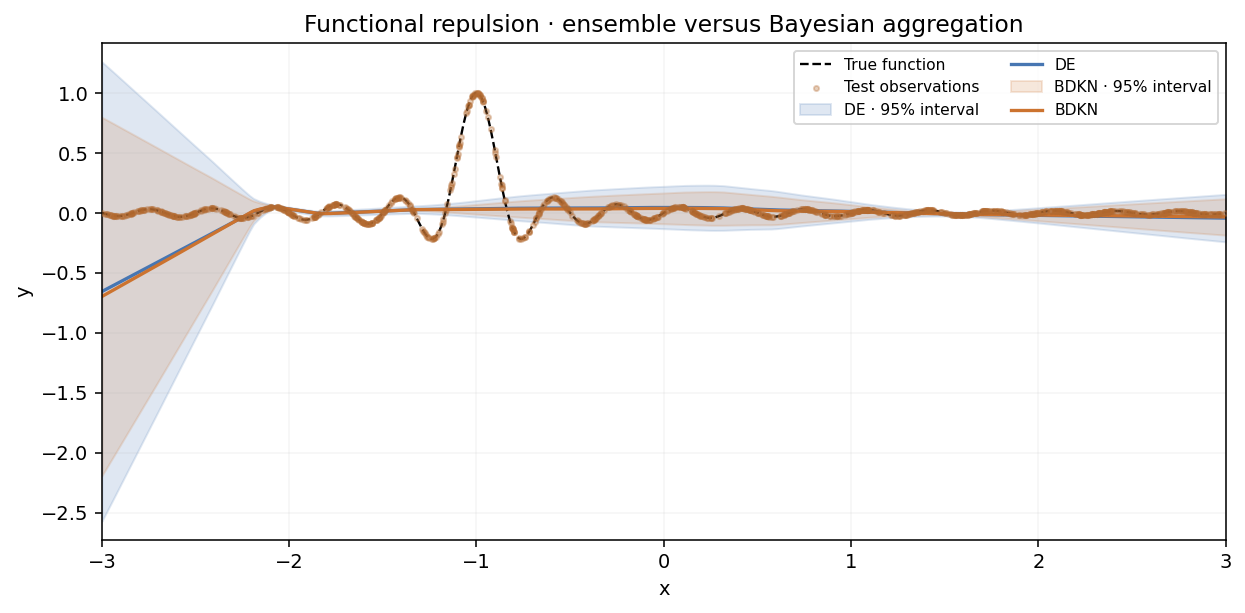 Functional repulsion · ensemble versus Bayesian aggregation
True function
Test observations
DE · 95% interval
DE
BDKN · 95% interval
BDKN
1.0
0.5
0.0
−0.5
−1.0
−1.5
−2.0
−2.5
y
−3
−2
−1
0
1
2
3
x